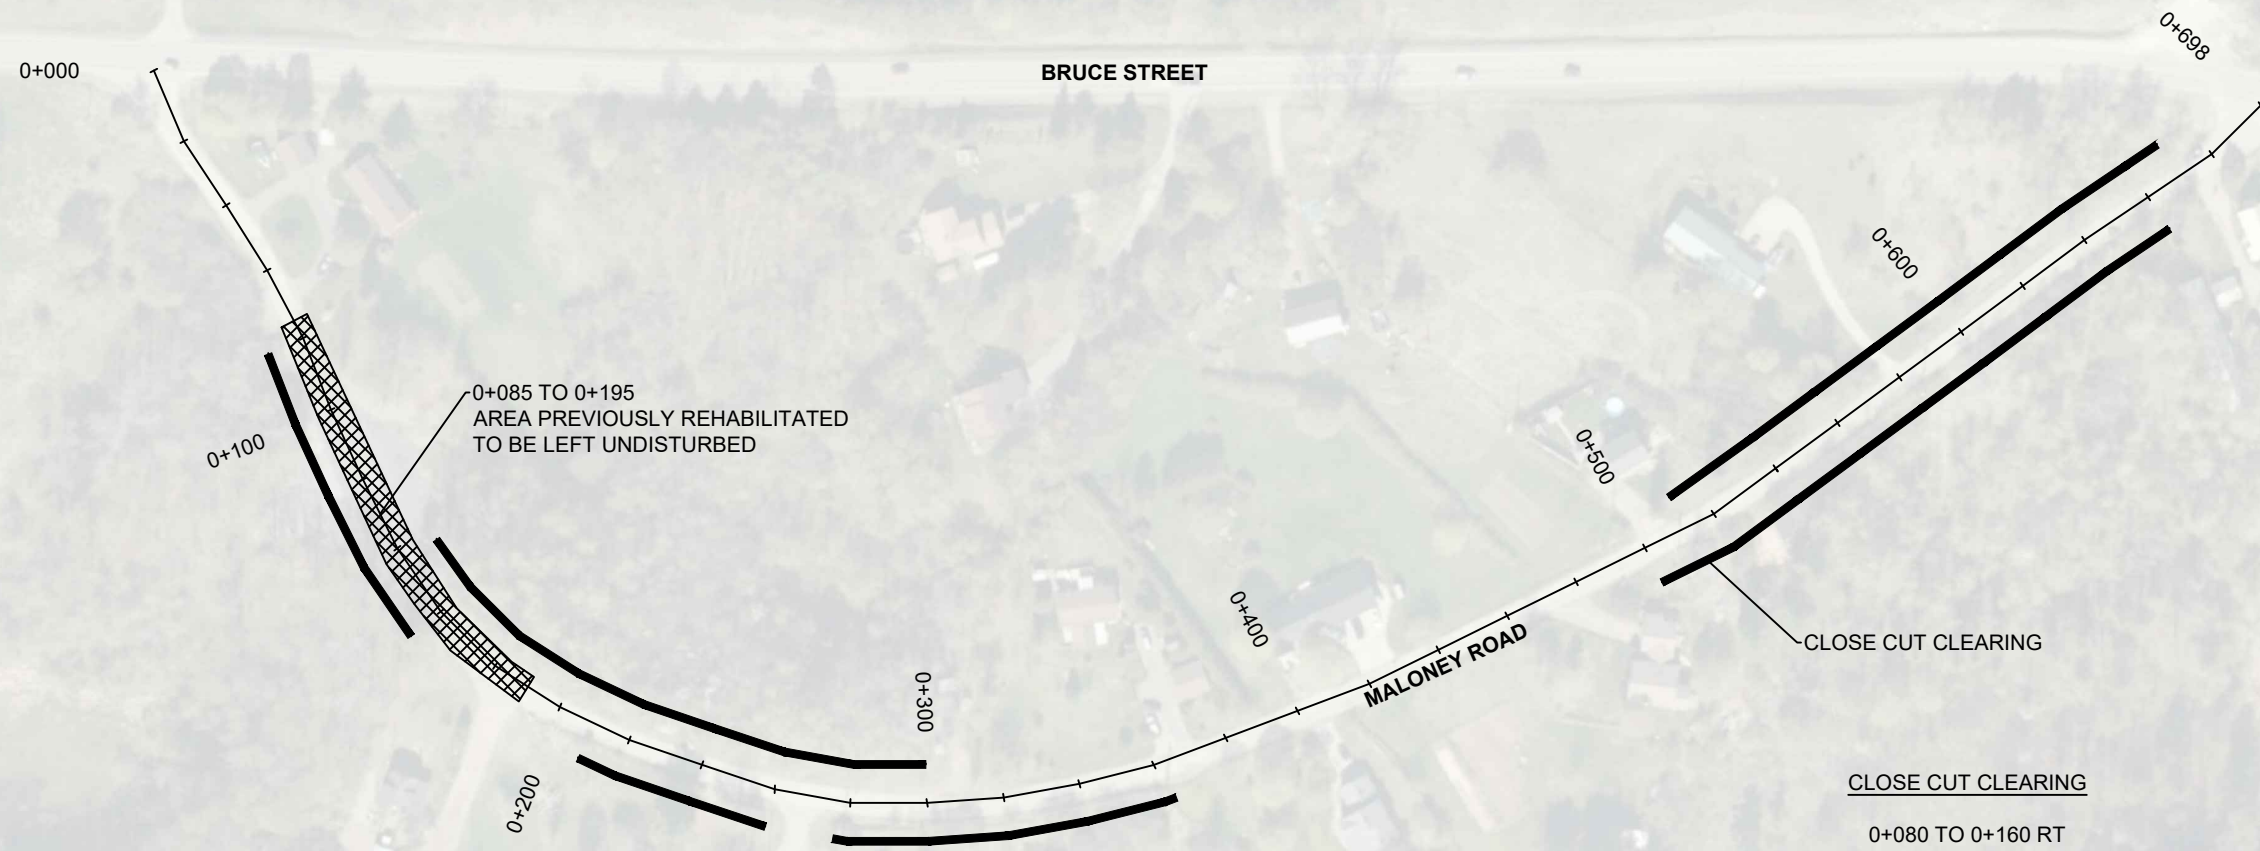 0+698
0+000
BRUCE STREET
0+600
0+085 TO 0+195
AREA PREVIOUSLY REHABILITATED
TO BE LEFT UNDISTURBED
0+100
0+500
0+400
MALONEY ROAD
CLOSE CUT CLEARING
0+300
0+200
CLOSE CUT CLEARING
0+080 TO 0+160 RT